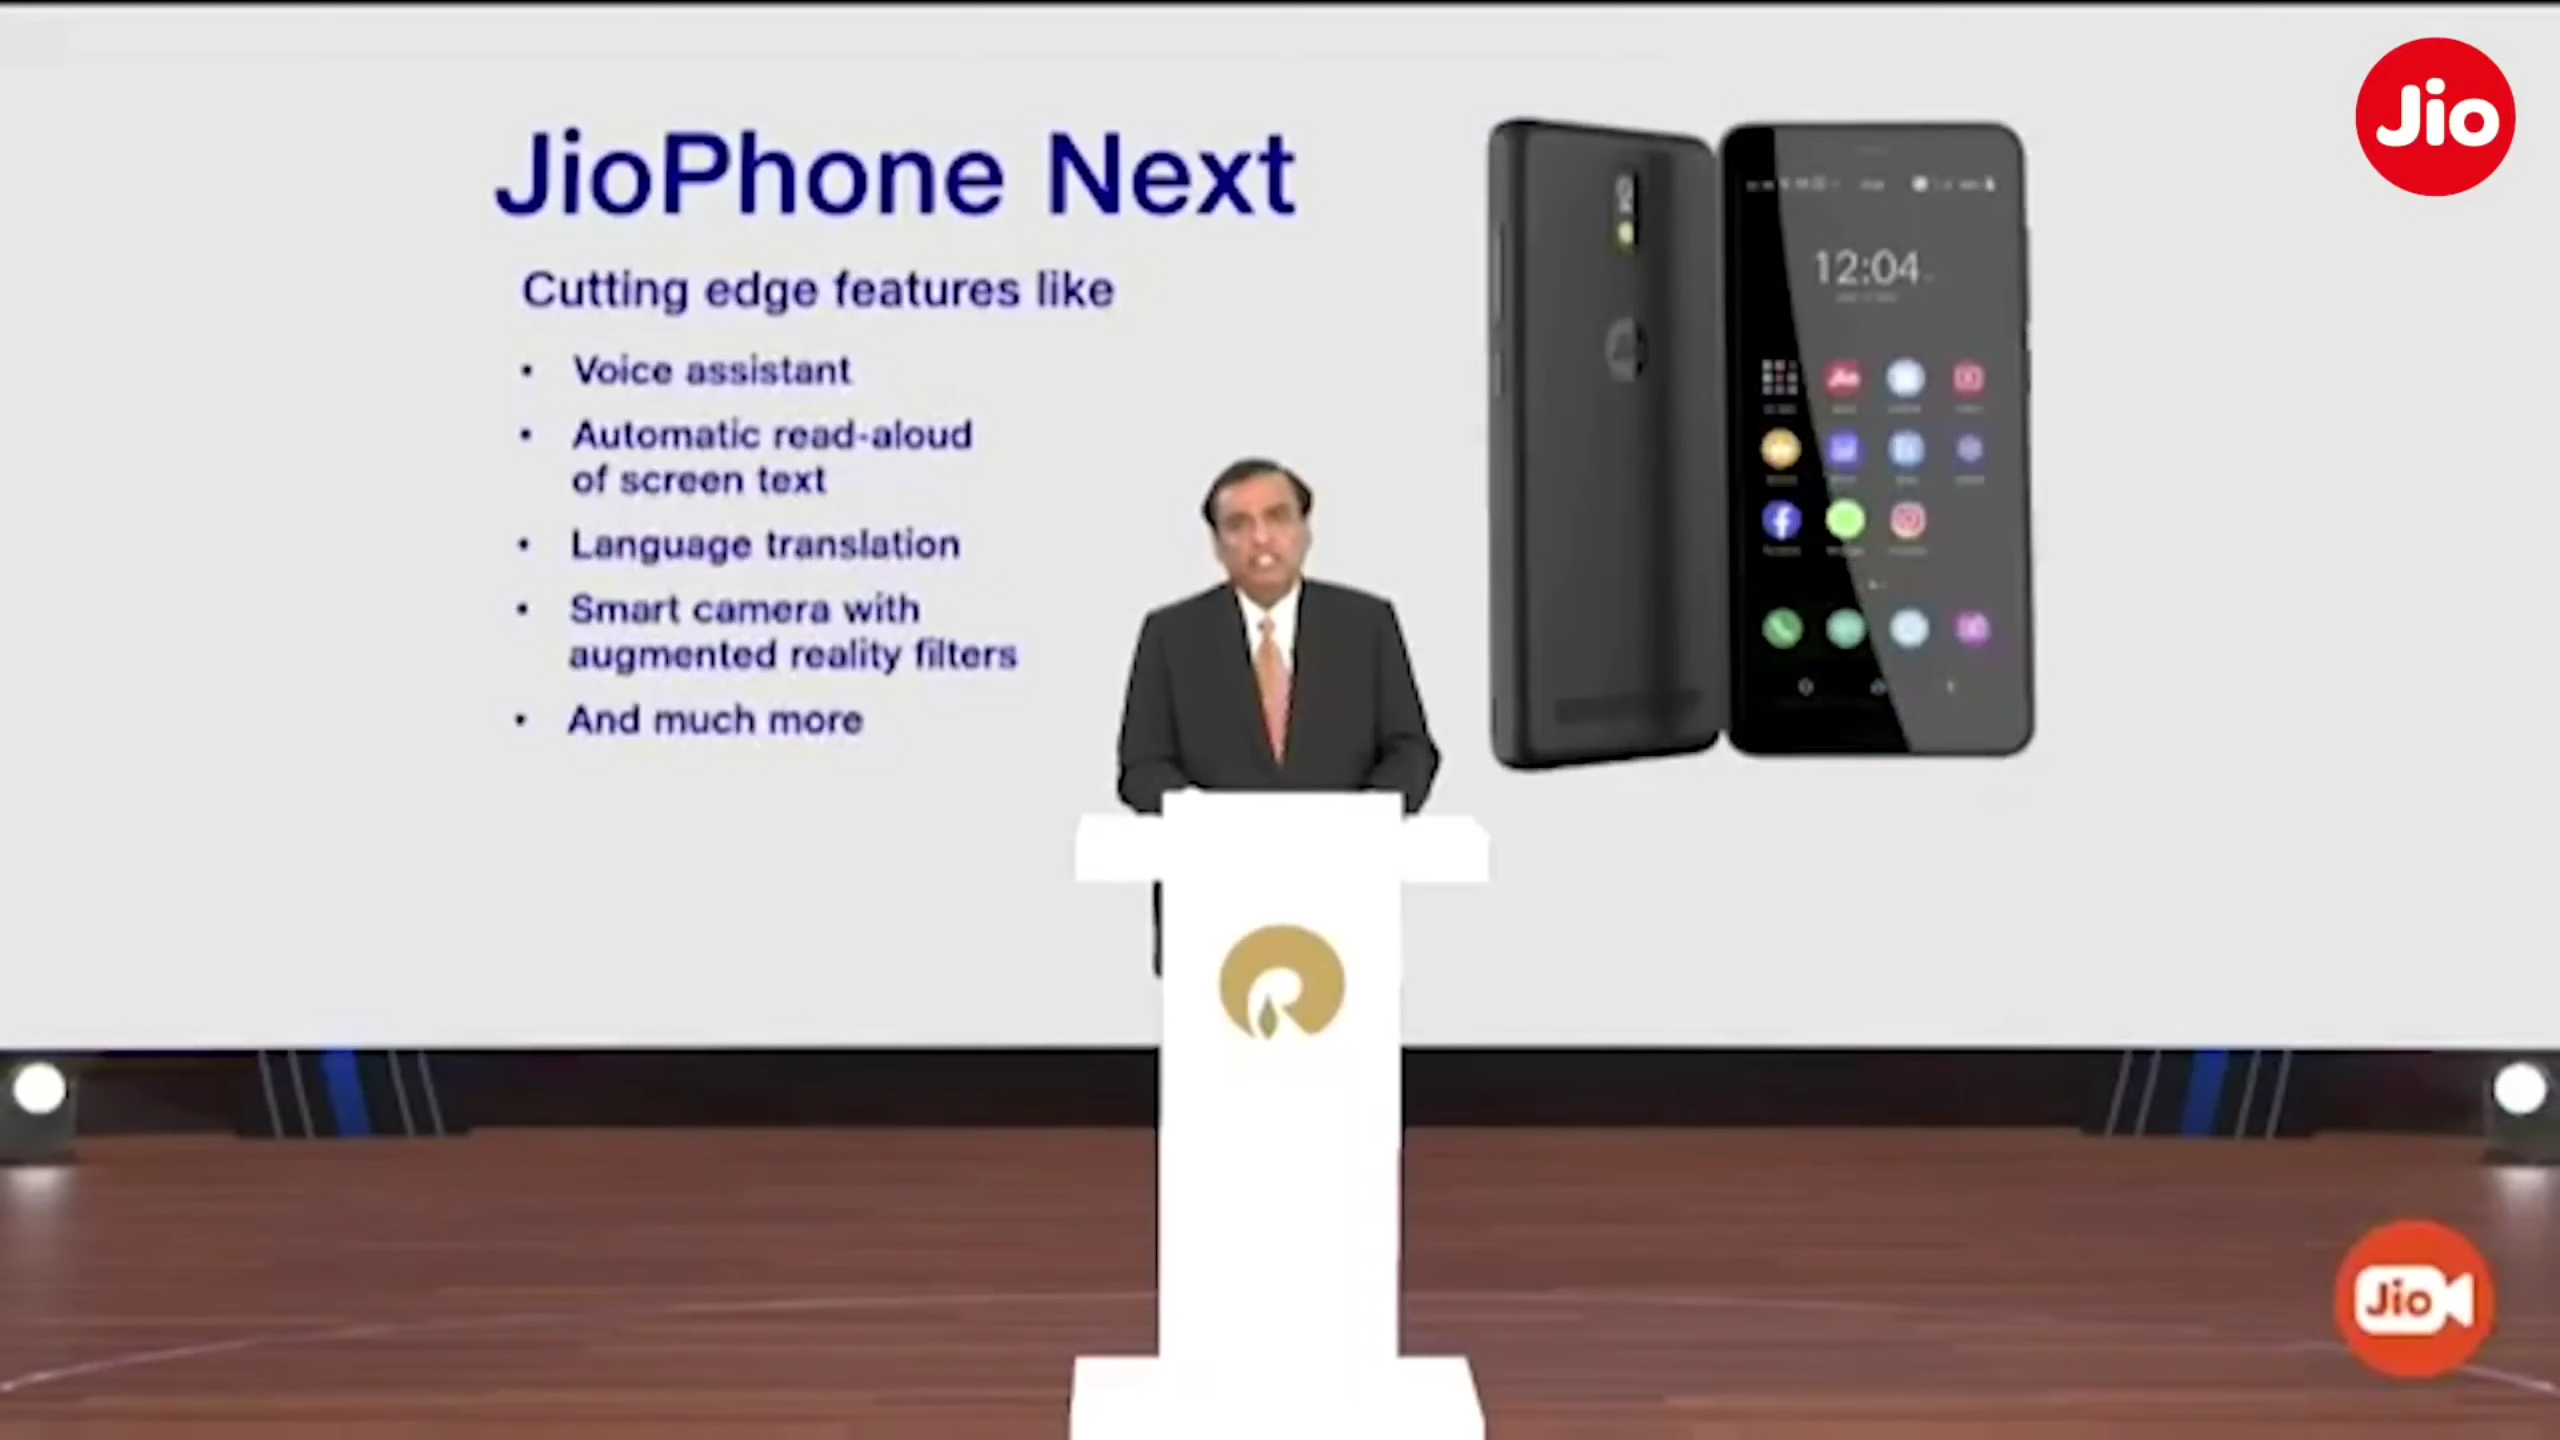 Jio
JioPhone Next
Cutting edge features like
• Voice assistant
• Automatic read-aloud
of screen text
• Language translation
• Smart camera with
augmented reality filters
• And much more
12:04
Jio
Jio